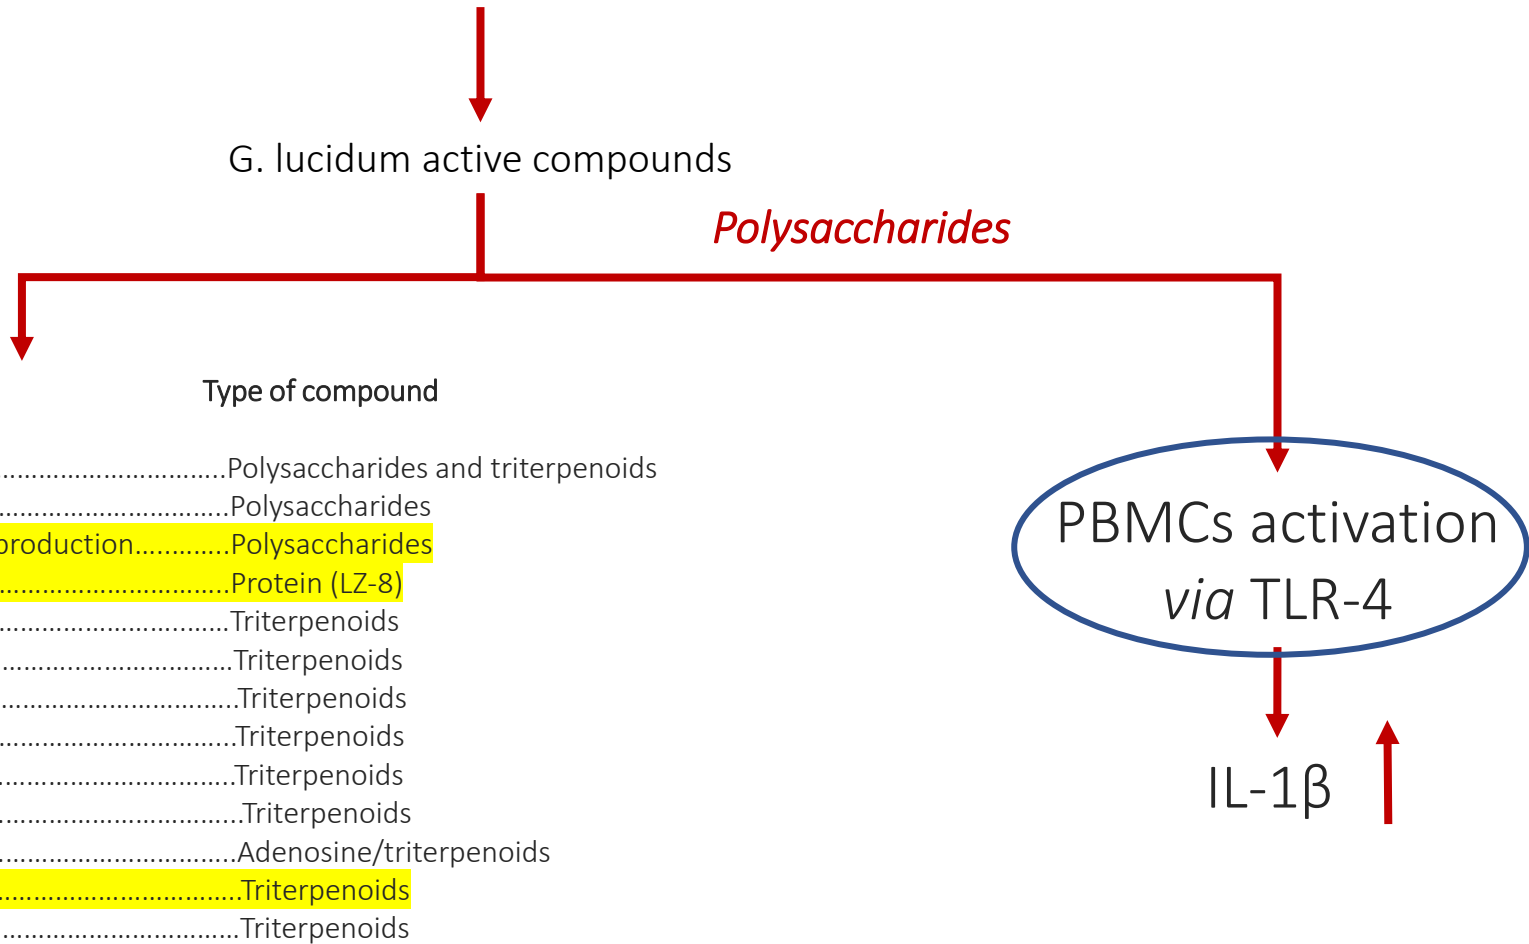 G. lucidum active compounds
Polysaccharides
Type of compound
...............................Polysaccharides and triterpenoids
...............................Polysaccharides
production............Polysaccharides
...............................Protein (LZ-8)
...............................Triterpenoids
...............................Triterpenoids
...............................Triterpenoids
...............................Triterpenoids
...............................Triterpenoids
...............................Triterpenoids
...............................Adenosine/triterpenoids
...............................Triterpenoids
...............................Triterpenoids
PBMCs activation
via TLR-4
IL-1β